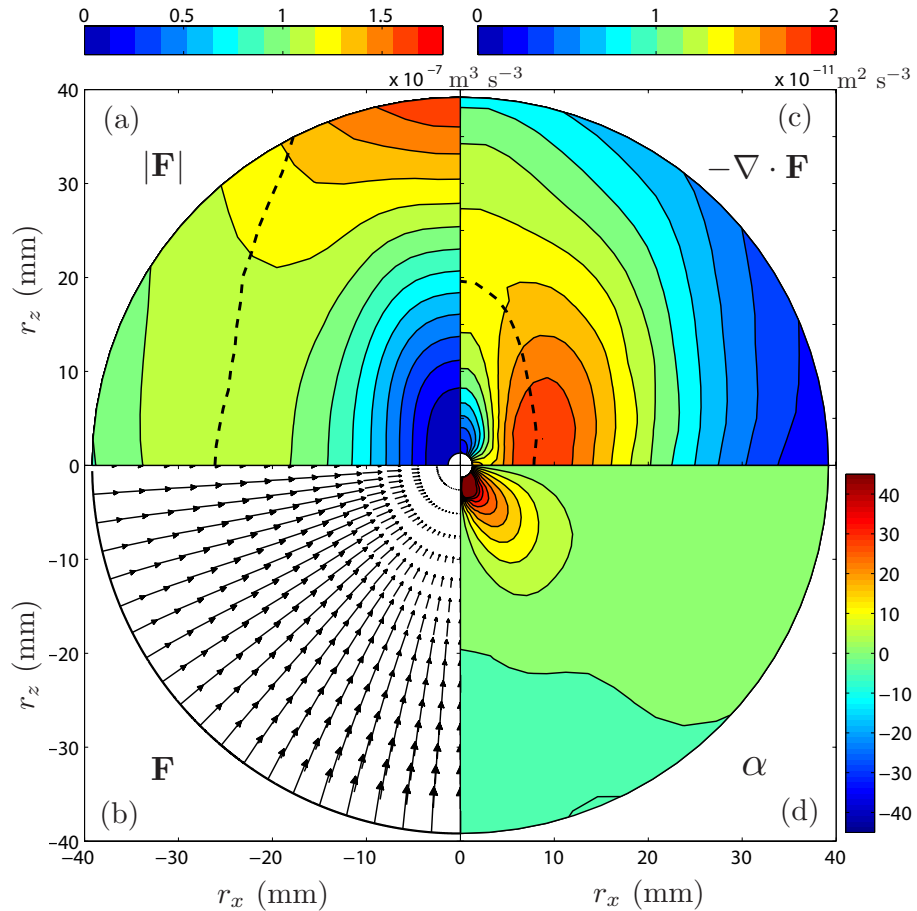 0 0.5 1 1.5
0 1 2
x 10⁻⁷ m³ s⁻³
x 10⁻¹¹ m² s⁻³
40
(a)
(c)
|F|
−∇ · F
30
r_z (mm)
20
10
0
40
30
20
10
0
−10
−20
−30
−40
−10
r_z (mm)
−20
−30
F
α
(b)
(d)
−40
−40 −30 −20 −10 0 10 20 30 40
r_x (mm)
r_x (mm)